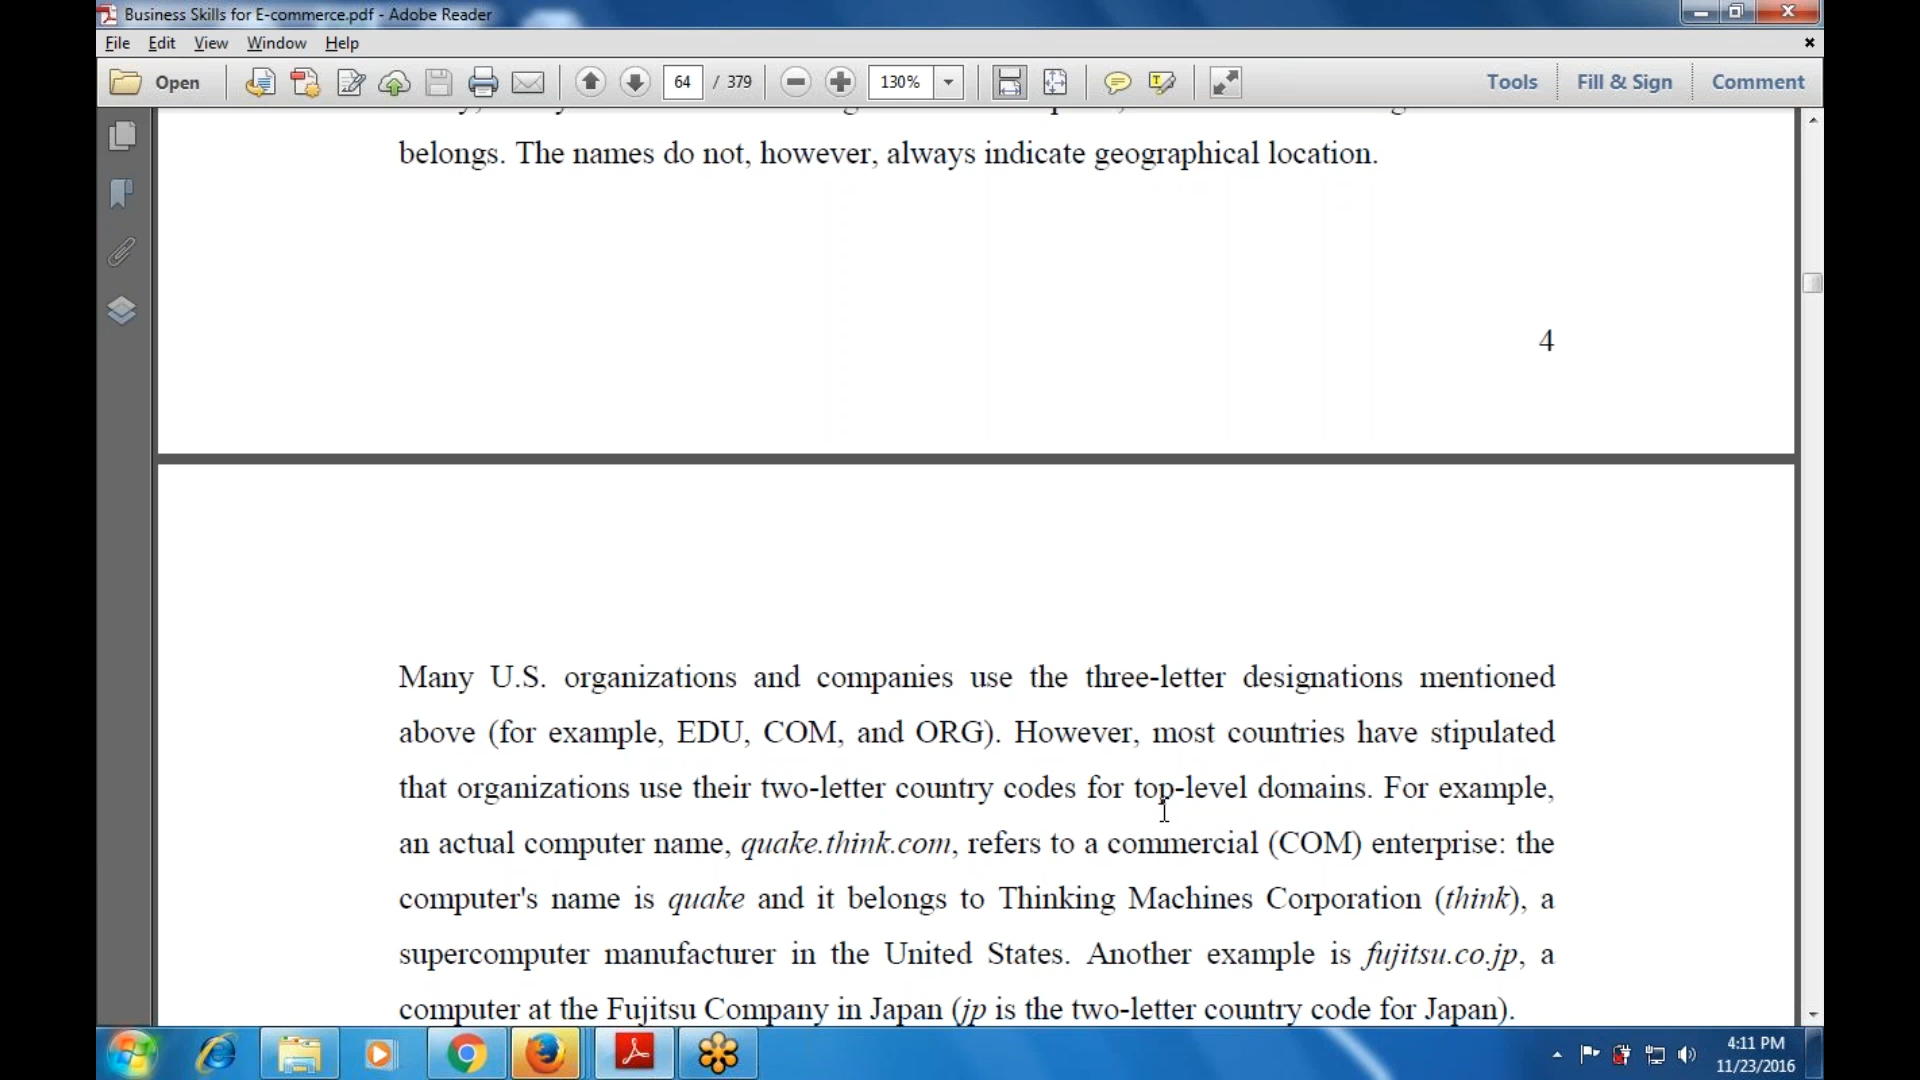 Business Skills for E-commerce.pdf - Adobe Reader
File Edit View Window Help
Open 64 / 379 130% Tools Fill & Sign Comment
belongs. The names do not, however, always indicate geographical location.
4
Many U.S. organizations and companies use the three-letter designations mentioned
above (for example, EDU, COM, and ORG). However, most countries have stipulated
that organizations use their two-letter country codes for top-level domains. For example,
an actual computer name, quake.think.com, refers to a commercial (COM) enterprise: the
computer's name is quake and it belongs to Thinking Machines Corporation (think), a
supercomputer manufacturer in the United States. Another example is fujitsu.co.jp, a
computer at the Fujitsu Company in Japan (jp is the two-letter country code for Japan).
4:11 PM
11/23/2016